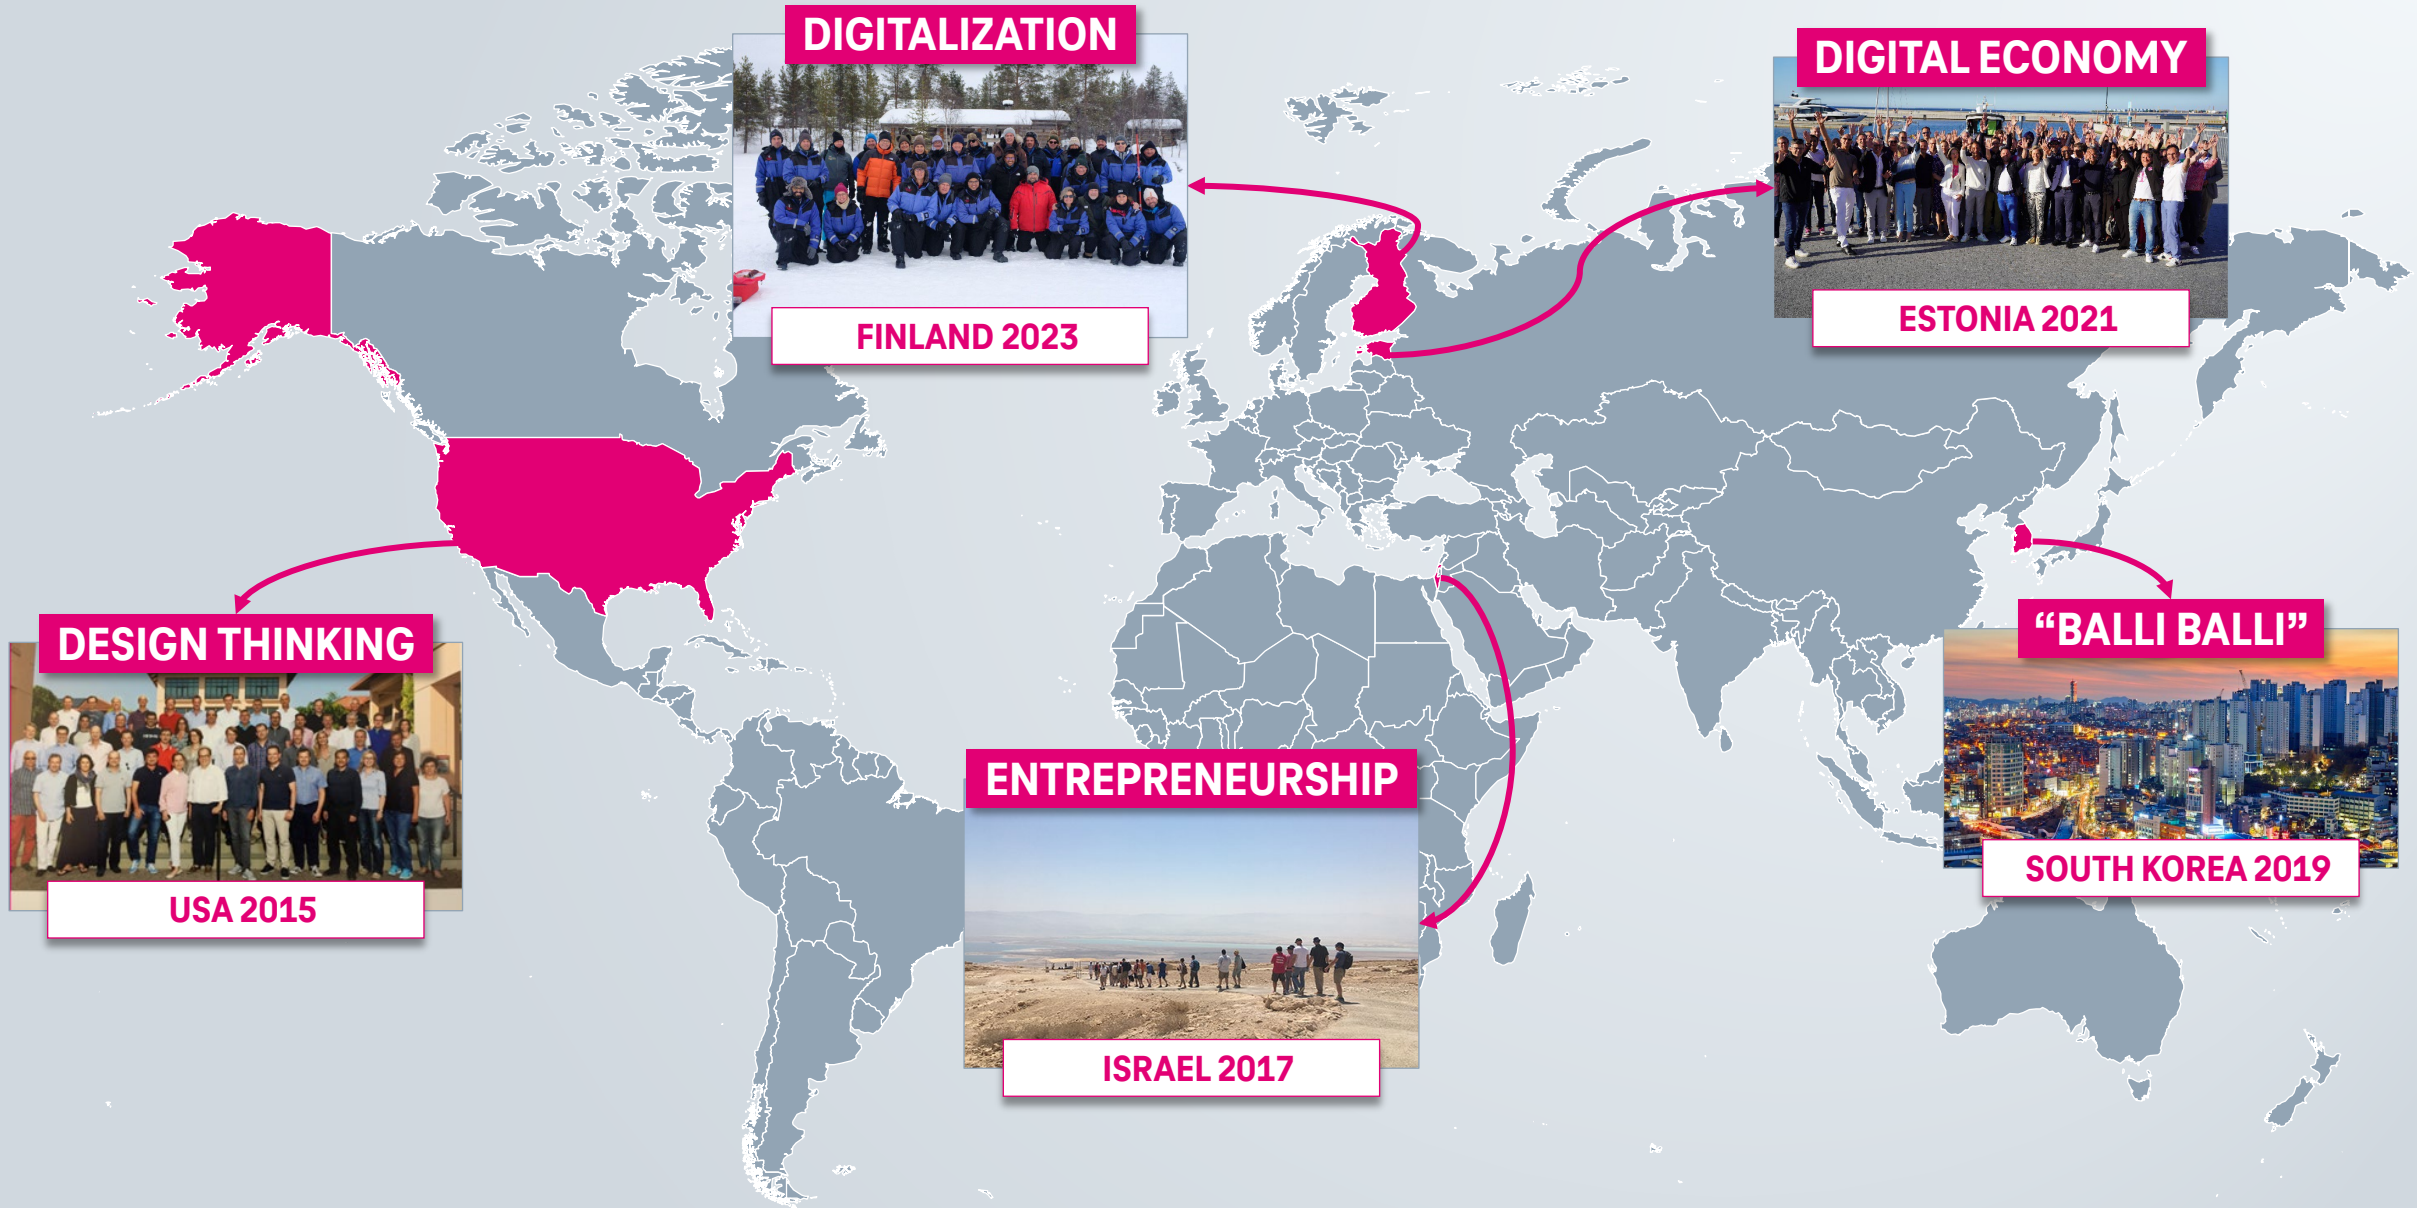 DIGITALIZATION
FINLAND 2023
DIGITAL ECONOMY
ESTONIA 2021
DESIGN THINKING
USA 2015
ENTREPRENEURSHIP
ISRAEL 2017
“BALLI BALLI”
SOUTH KOREA 2019